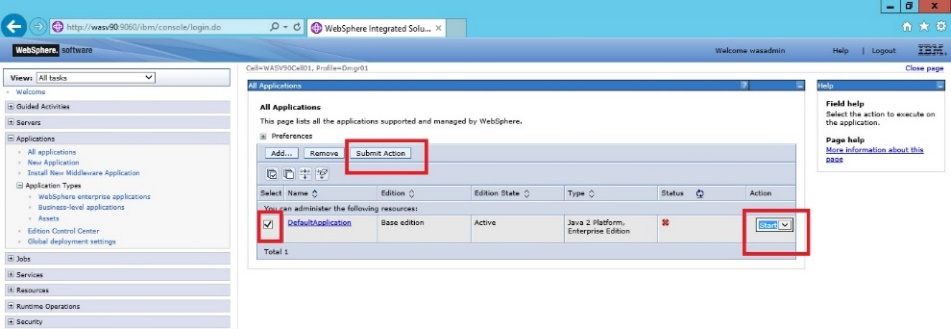 http://wasv90:9060/ibm/console/login.do
WebSphere Integrated Solu...
WebSphere. software
Welcome wasadmin
Help | Logout
IBM.
View: All tasks
Welcome
Guided Activities
Servers
Applications
All applications
New Application
Install New Middleware Application
Application Types
WebSphere enterprise applications
Business-level applications
Assets
Edition Control Center
Global deployment settings
Jobs
Services
Resources
Runtime Operations
Security
Cell=WASV90Cell01, Profile=Dmgr01
Close page
All Applications
?
All Applications
This page lists all the applications supported and managed by WebSphere.
Preferences
Add... Remove Submit Action
Select Name Edition Edition State Type Status Action
You can administer the following resources:
DefaultApplication Base edition Active Java 2 Platform, Start
Enterprise Edition
Total 1
Help
Field help
Select the action to execute on
the application.
Page help
More information about this
page